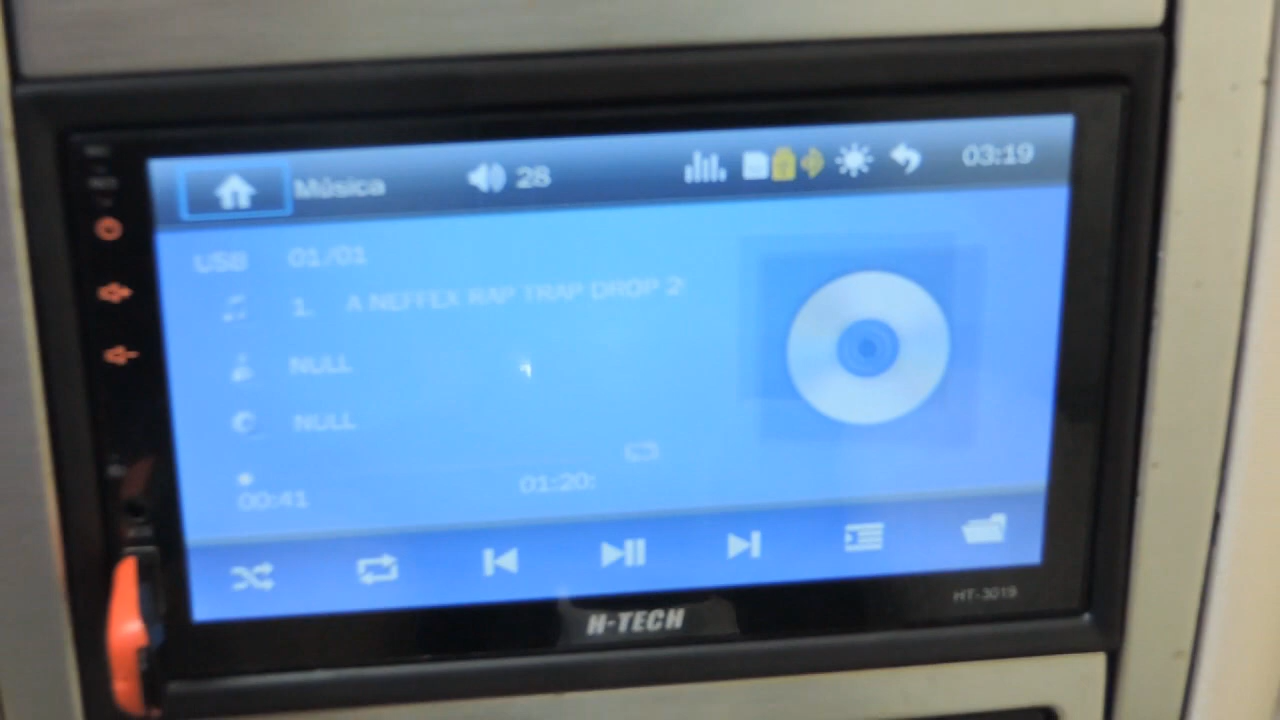 Música 28 03:19
USB 01/01
1. A NEFFEX RAP TRAP DROP 2
NULL
NULL
00:41 01:20:
H-TECH
HT-3019